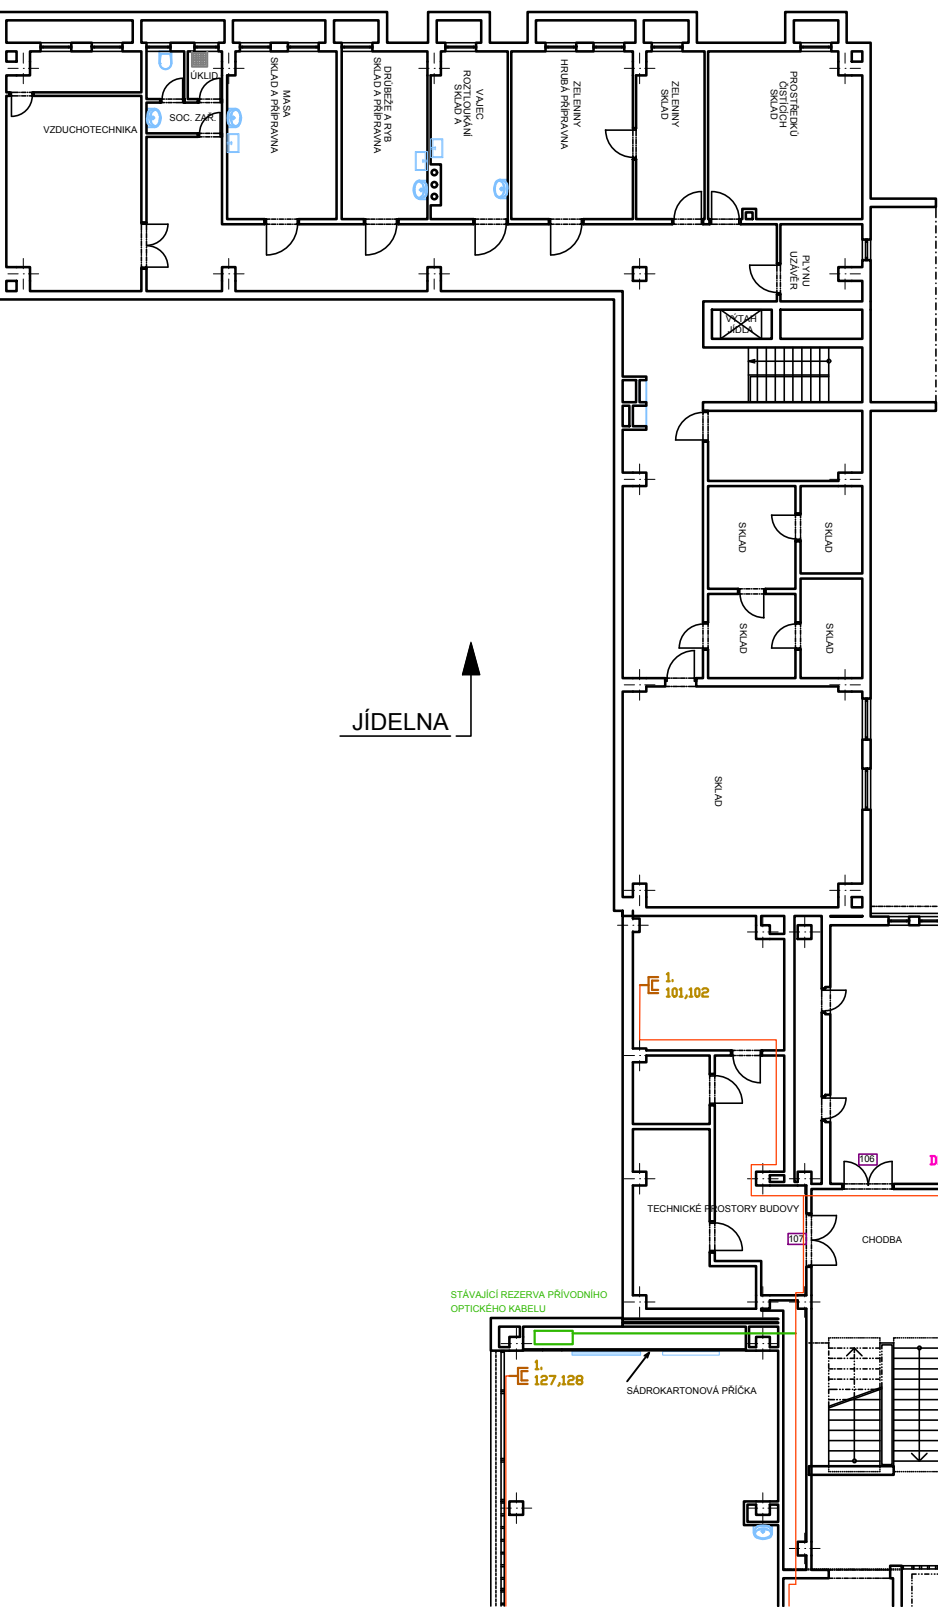 ÚKLID
SOC. ZAŘ.
VZDUCHOTECHNIKA
MASA
SKLAD A PŘÍPRAVNA
DRŮBEŽE A RYB
SKLAD A PŘÍPRAVNA
VAJEC
ROZTLOUKÁNÍ
SKLAD A
ZELENINY
HRUBÁ PŘÍPRAVNA
ZELENINY
SKLAD
PROSTŘEDKŮ
ČISTÍCÍCH
SKLAD
PLYNU
UZÁVĚR
VÝTAH
JÍDLA
SKLAD
SKLAD
SKLAD
SKLAD
JÍDELNA
SKLAD
1.
101,102
106
D
TECHNICKÉ PROSTORY BUDOVY
107
CHODBA
STÁVAJÍCÍ REZERVA PŘÍVODNÍHO
OPTICKÉHO KABELU
1.
127,128
SÁDROKARTONOVÁ PŘÍČKA